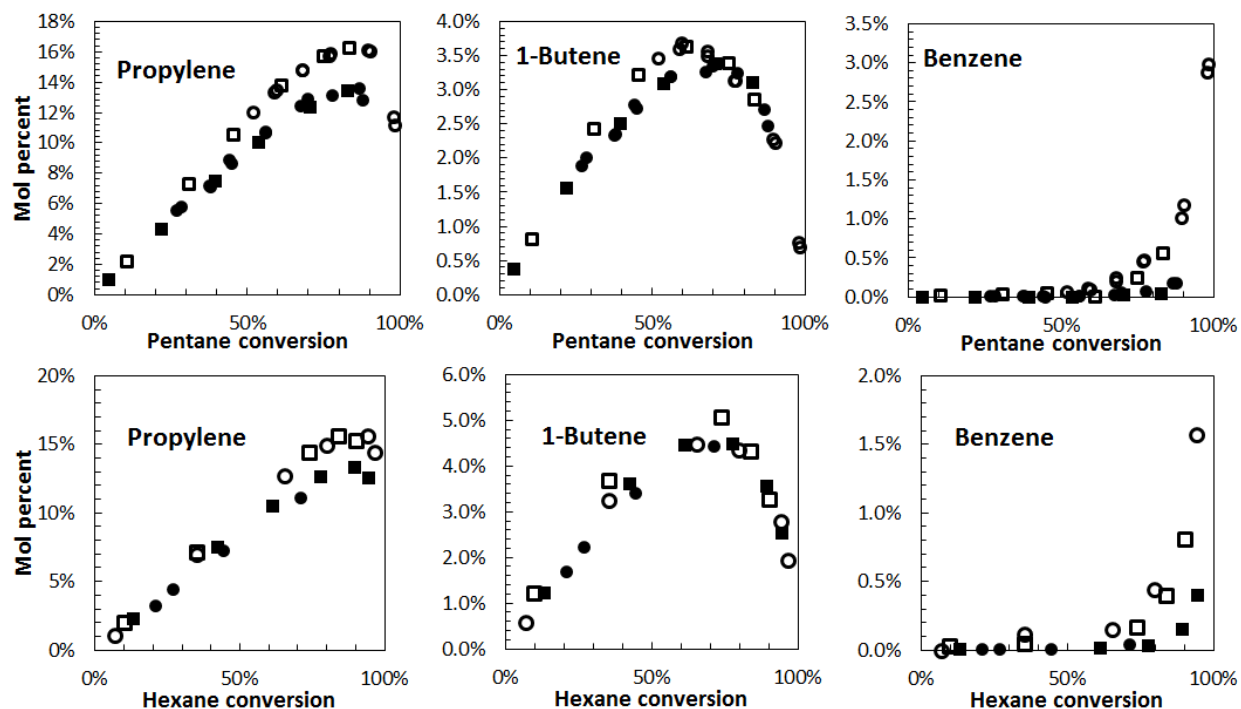 Mol percent
18%
16%
14%
12%
10%
8%
6%
4%
2%
0%
Propylene
0% 50% 100%
Pentane conversion
4.0%
3.5%
3.0%
2.5%
2.0%
1.5%
1.0%
0.5%
0.0%
1-Butene
0% 50% 100%
Pentane conversion
3.5%
3.0%
2.5%
2.0%
1.5%
1.0%
0.5%
0.0%
Benzene
0% 50% 100%
Pentane conversion
Mol percent
20%
15%
10%
5%
0%
Propylene
0% 50% 100%
Hexane conversion
6.0%
5.0%
4.0%
3.0%
2.0%
1.0%
0.0%
1-Butene
0% 50% 100%
Hexane conversion
2.0%
1.5%
1.0%
0.5%
0.0%
Benzene
0% 50% 100%
Hexane conversion